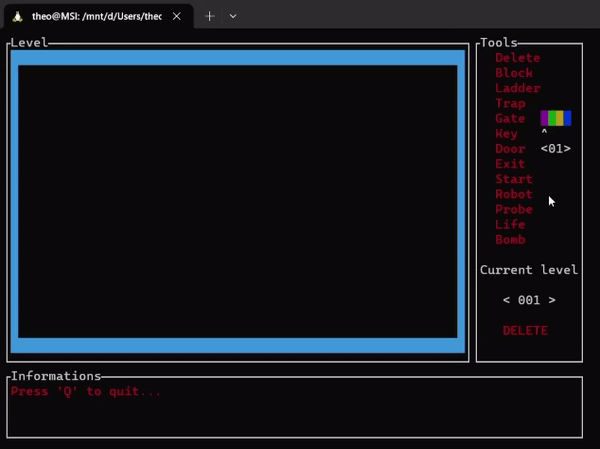 theo@MSI: /mnt/d/Users/theo
Level
Tools
Delete
Block
Ladder
Trap
Gate
Key ^
Door <01>
Exit
Start
Robot
Probe
Life
Bomb
Current level
< 001 >
DELETE
Informations
Press 'Q' to quit...